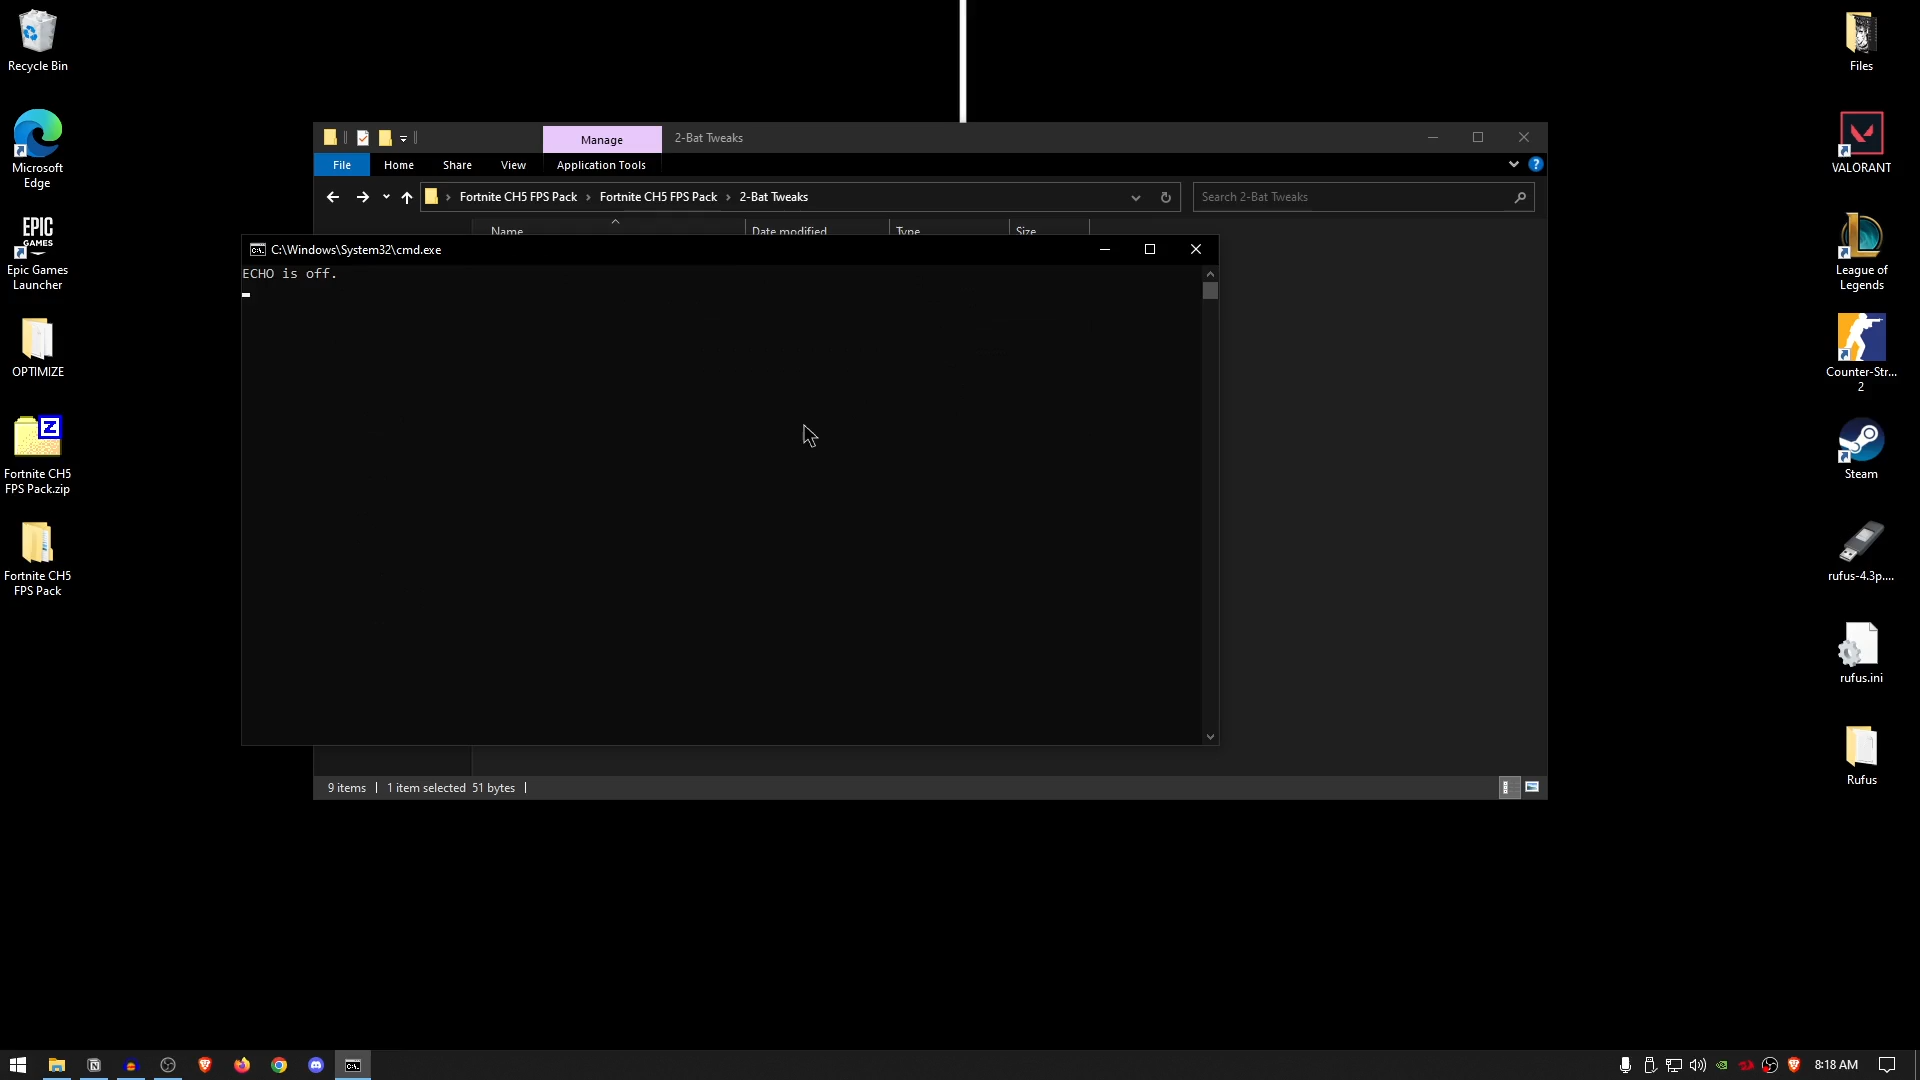 Recycle Bin
Microsoft
Edge
EPIC
GAMES
Epic Games
Launcher
OPTIMIZE
Z
Fortnite CH5
FPS Pack.zip
Fortnite CH5
FPS Pack
Manage
2-Bat Tweaks
File
Home
Share
View
Application Tools
?
Fortnite CH5 FPS Pack
Fortnite CH5 FPS Pack
2-Bat Tweaks
Search 2-Bat Tweaks
Name
Date modified
Type
Size
C:\Windows\System32\cmd.exe
ECHO is off.
9 items
1 item selected 51 bytes
Files
VALORANT
League of
Legends
Counter-Str...
2
Steam
rufus-4.3p....
rufus.ini
Rufus
8:18 AM